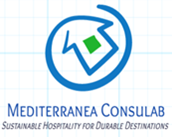 MEDITERRANEA CONSULAB
SUSTAINABLE HOSPITALITY FOR DURABLE DESTINATIONS